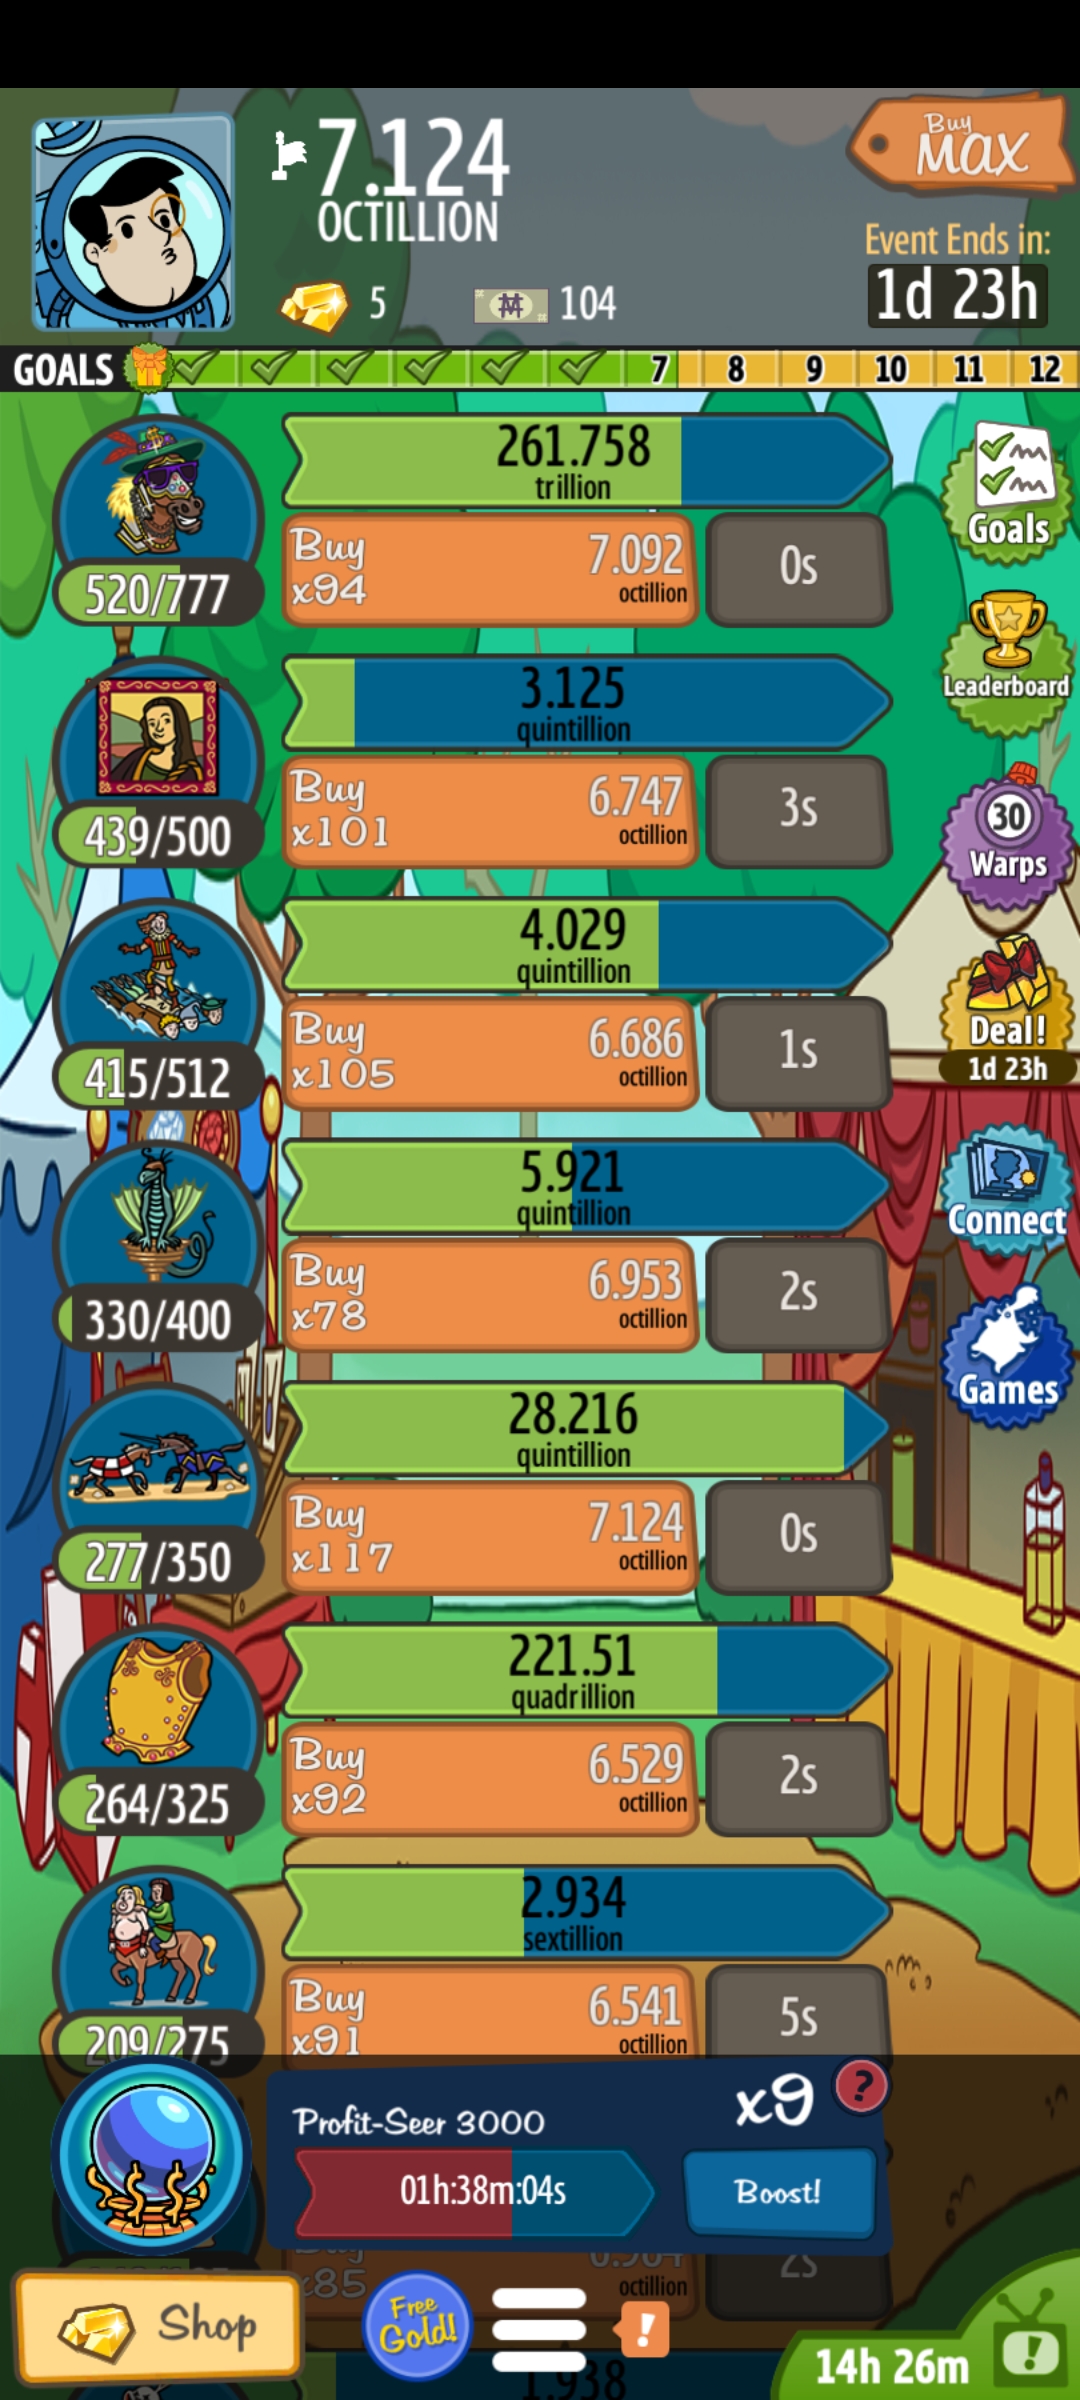 7.124
OCTILLION
Buy
MAX
5
104
Event Ends in:
1d 23h
GOALS
7 8 9 10 11 12
261.758
trillion
Buy
x94
7.092
octillion
0s
520/777
Goals
3.125
quintillion
Buy
x101
6.747
octillion
3s
439/500
Leaderboard
30
Warps
4.029
quintillion
Buy
x105
6.686
octillion
1s
415/512
Deal!
1d 23h
5.921
quintillion
Buy
x78
6.953
octillion
2s
330/400
Connect
Games
28.216
quintillion
Buy
x117
7.124
octillion
0s
277/350
221.51
quadrillion
Buy
x92
6.529
octillion
2s
264/325
2.934
sextillion
Buy
x91
6.541
octillion
5s
209/275
Profit-Seer 3000
x9
?
01h:38m:04s
Boost!
Buy
x85
octillion
2s
Shop
Free
Gold!
!
1.938
14h 26m
!